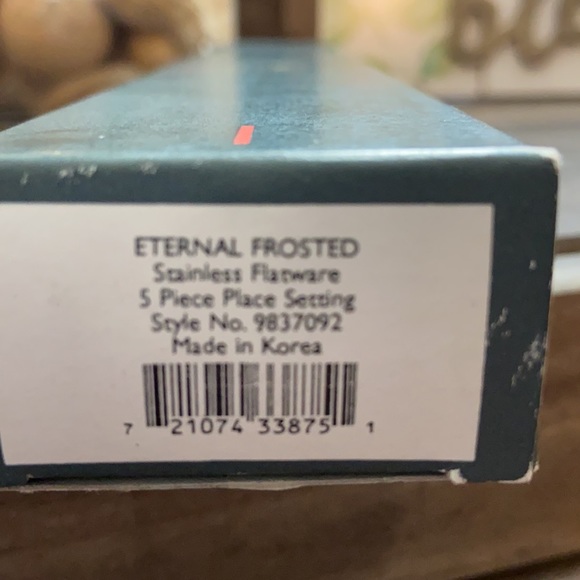 ETERNAL FROSTED
Stainless Flatware
5 Piece Place Setting
Style No. 9837092
Made in Korea
7 21074 33875 1